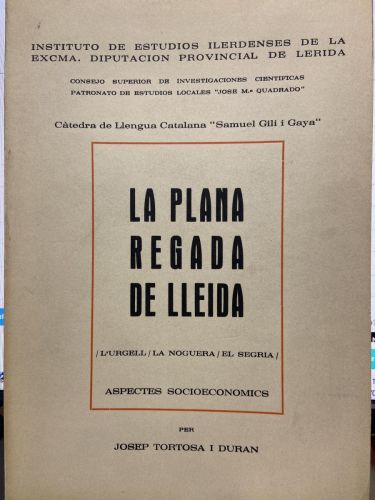 INSTITUTO DE ESTUDIOS ILERDENSES DE LA
EXCMA. DIPUTACION PROVINCIAL DE LERIDA
CONSEJO SUPERIOR DE INVESTIGACIONES CIENTIFICAS
PATRONATO DE ESTUDIOS LOCALES "JOSE M.ª QUADRADO"
Càtedra de Llengua Catalana "Samuel Gili i Gaya"
LA PLANA
REGADA
DE LLEIDA
/L'URGELL/LA NOGUERA/EL SEGRIA/
ASPECTES SOCIOECONOMICS
PER
JOSEP TORTOSA I DURAN